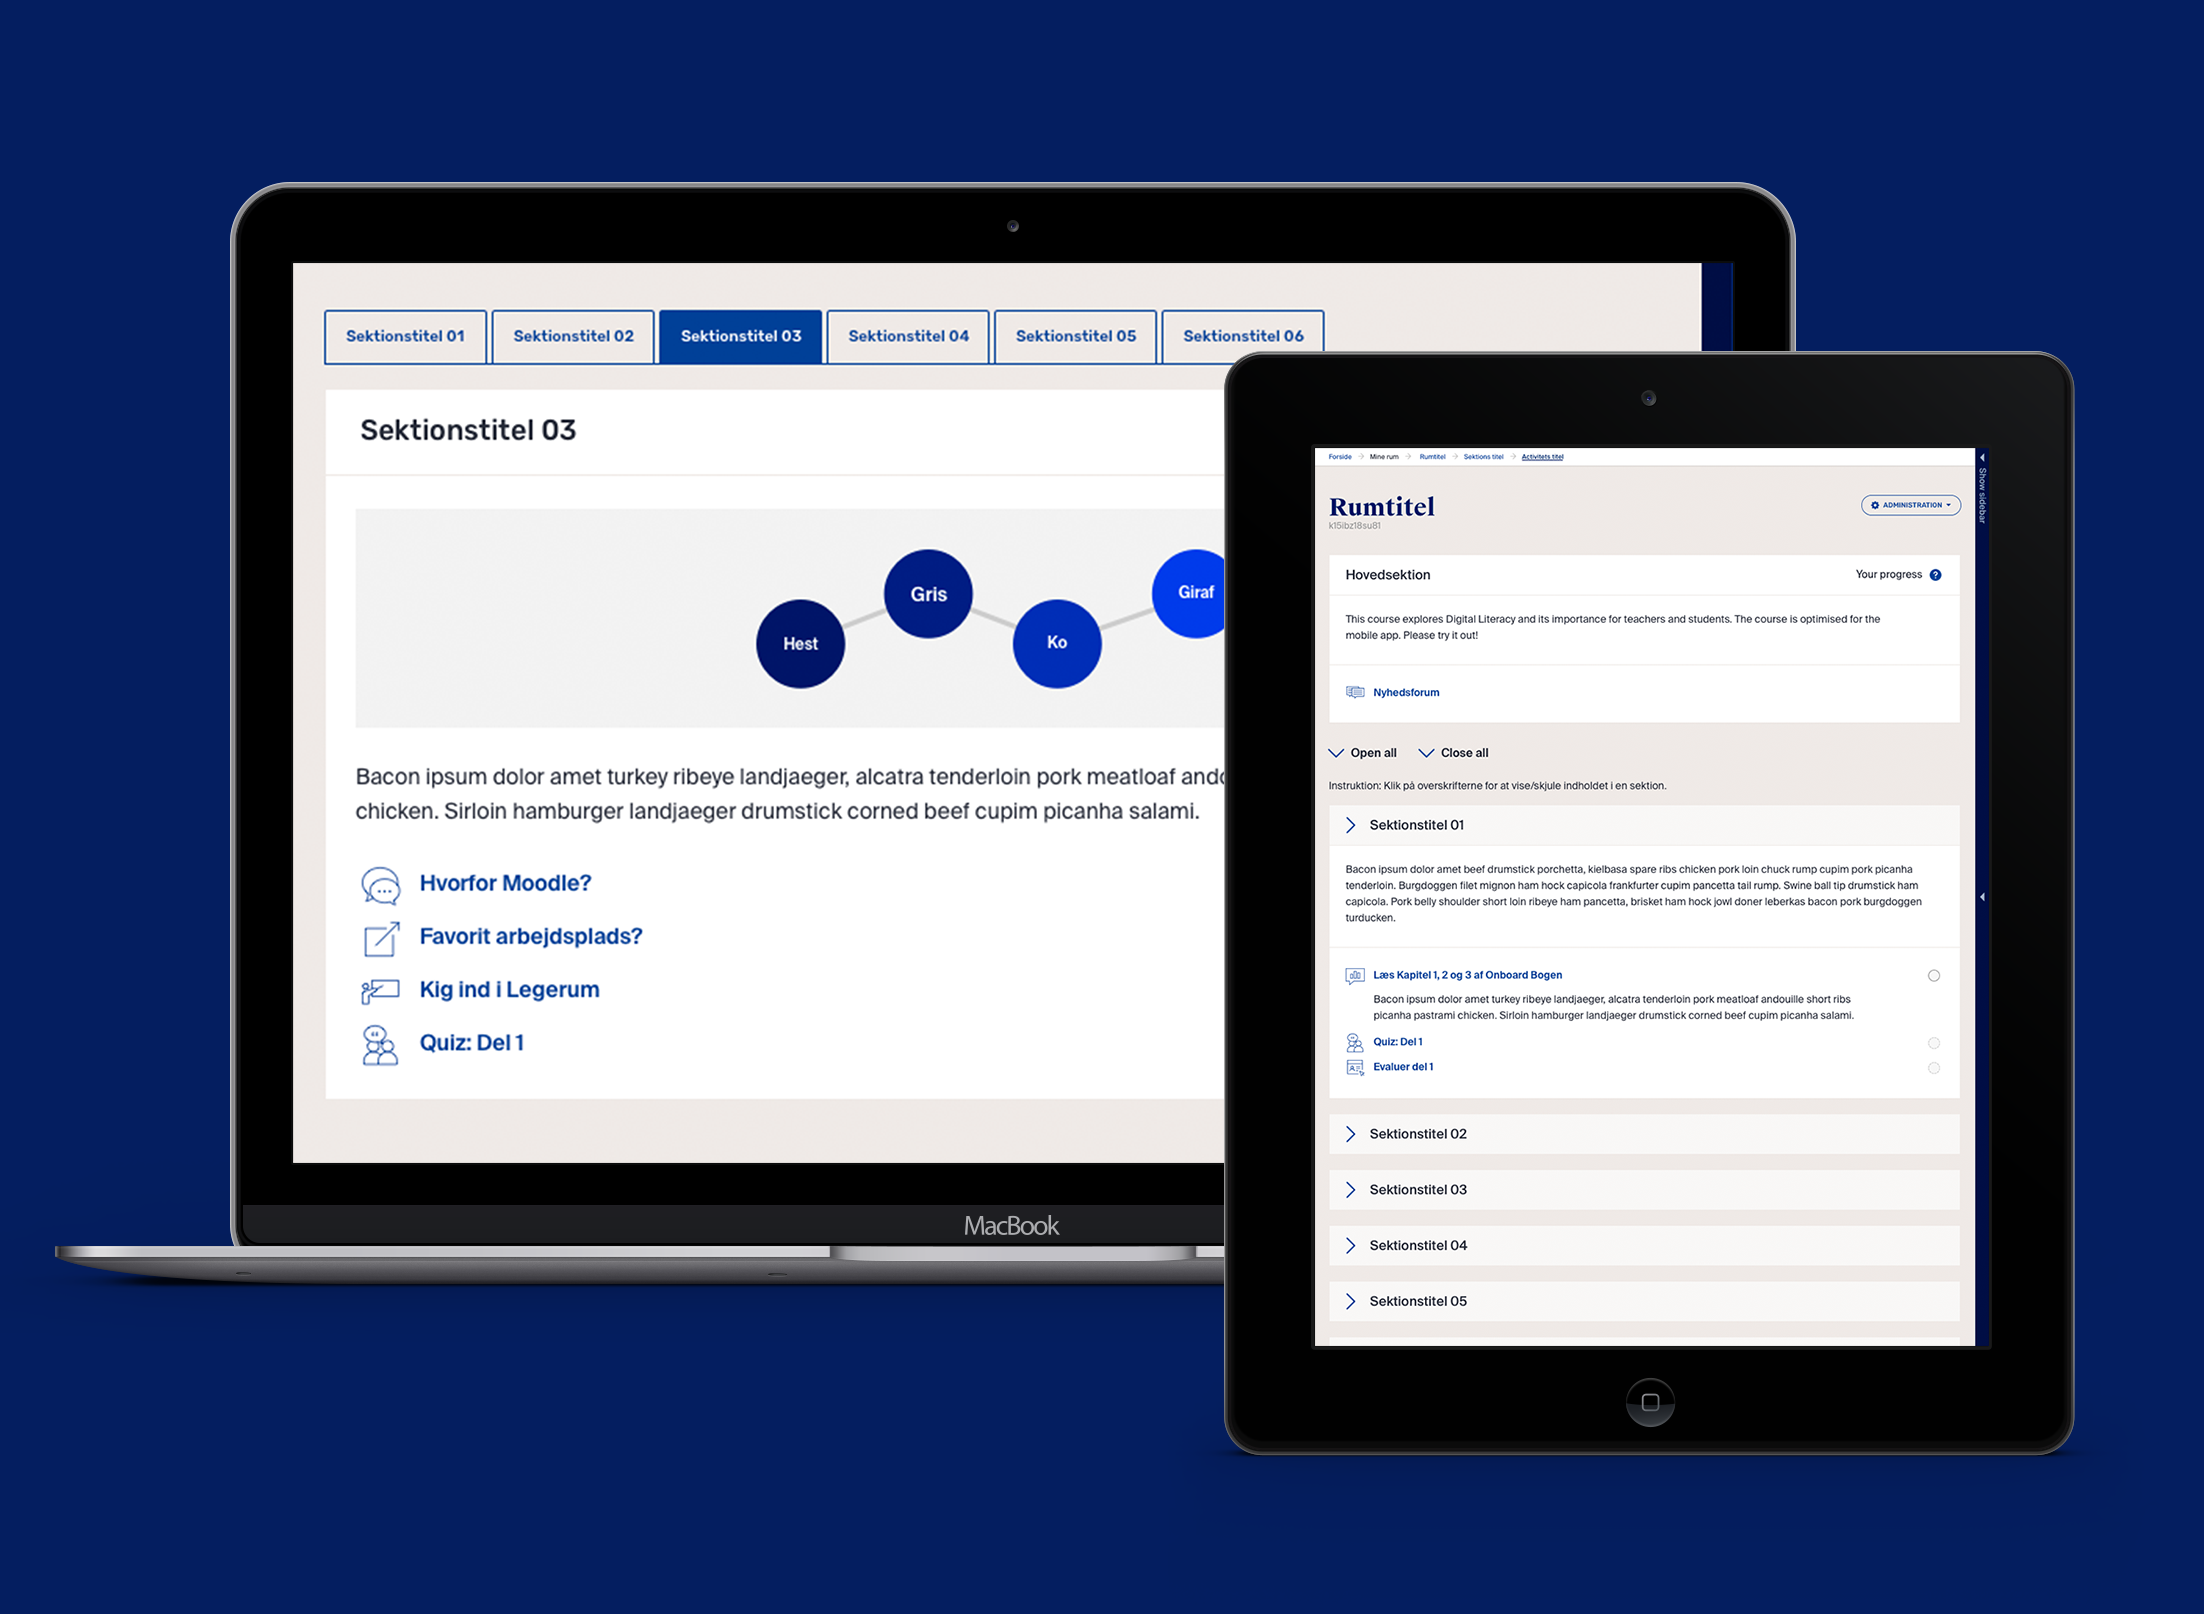 Sektionstitel 01
Sektionstitel 02
Sektionstitel 03
Sektionstitel 04
Sektionstitel 05
Sektionstitel 06
Sektionstitel 03
Hest
Gris
Ko
Giraf
Bacon ipsum dolor amet turkey ribeye landjaeger, alcatra tenderloin pork meatloaf
chicken. Sirloin hamburger landjaeger drumstick corned beef cupim picanha salami.
Hvorfor Moodle?
Favorit arbejdsplads?
Kig ind i Legerum
Quiz: Del 1
MacBook
Forside
Mine rum
Rumtitel
Sektions titel
Activitets titel
Show sidebar
Rumtitel
k15ibz18su81
ADMINISTRATION
Hovedsektion
Your progress ?
This course explores Digital Literacy and its importance for teachers and students. The course is optimised for the
mobile app. Please try it out!
Nyhedsforum
Open all
Close all
Instruktion: Klik på overskrifterne for at vise/skjule indholdet i en sektion.
Sektionstitel 01
Bacon ipsum dolor amet beef drumstick porchetta, kielbasa spare ribs chicken pork loin chuck rump cupim pork picanha
tenderloin. Burgdoggen filet mignon ham hock capicola frankfurter cupim pancetta tail rump. Swine ball tip drumstick ham
capicola. Pork belly shoulder short loin ribeye ham pancetta, brisket ham hock jowl doner leberkas bacon pork burgdoggen
turducken.
Læs Kapitel 1, 2 og 3 af Onboard Bogen
Bacon ipsum dolor amet turkey ribeye landjaeger, alcatra tenderloin pork meatloaf andouille short ribs
picanha pastrami chicken. Sirloin hamburger landjaeger drumstick corned beef cupim picanha salami.
Quiz: Del 1
Evaluer del 1
Sektionstitel 02
Sektionstitel 03
Sektionstitel 04
Sektionstitel 05